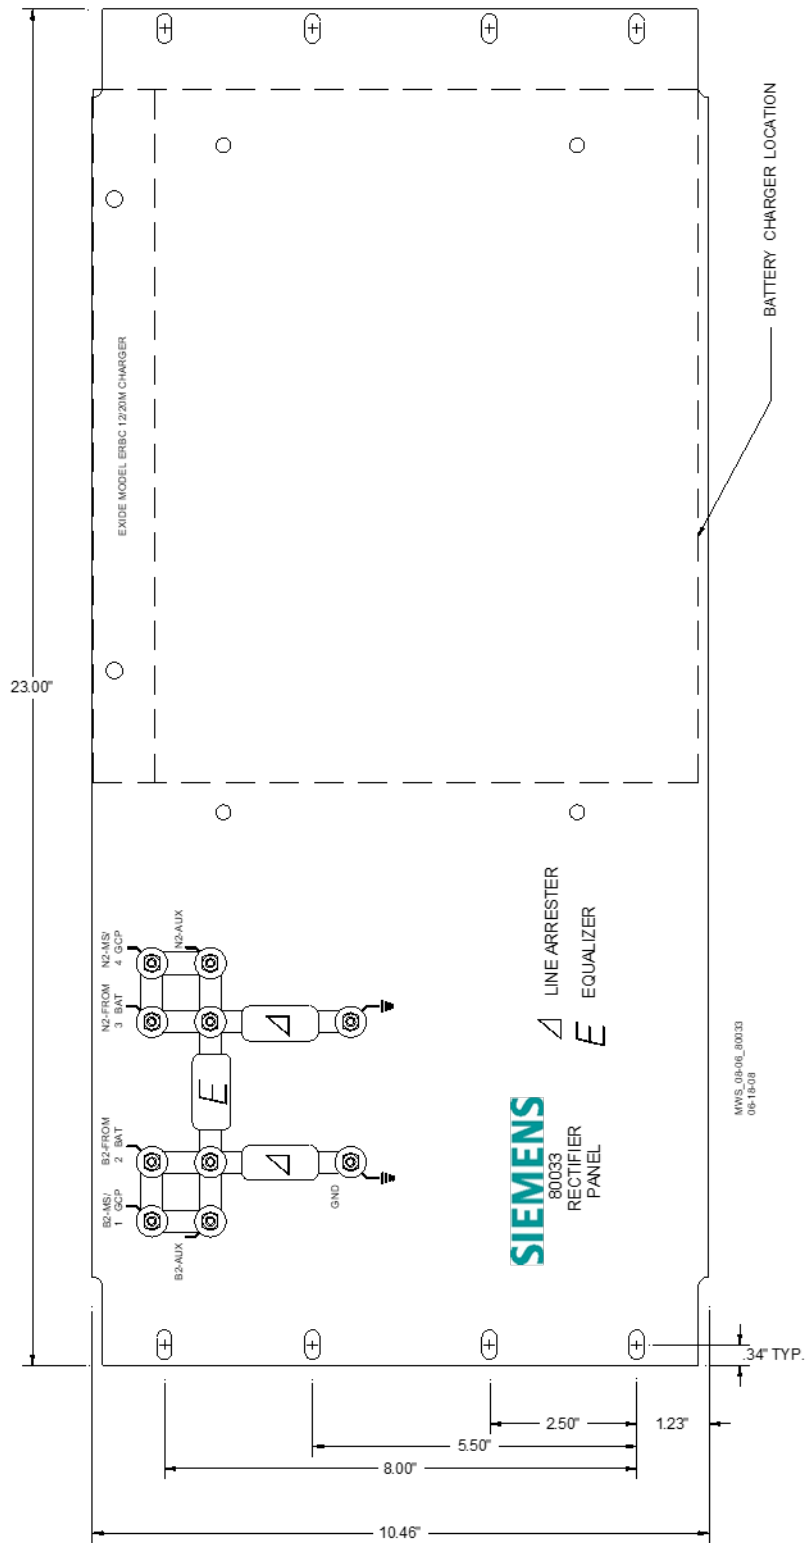 BATTERY CHARGER LOCATION
EXIDE MODEL ERBC 12/20M CHARGER
23.00"
N2-MS/
4 GCP
N2-AUX
N2-FROM
3 BAT
E
B2-FROM
2 BAT
B2-MS/
1 GCP
B2-AUX
GND
LINE ARRESTER
E EQUALIZER
SIEMENS
80033
RECTIFIER
PANEL
MWS_08-06_80033
06-18-08
.34" TYP.
2.50"
1.23"
5.50"
8.00"
10.46"